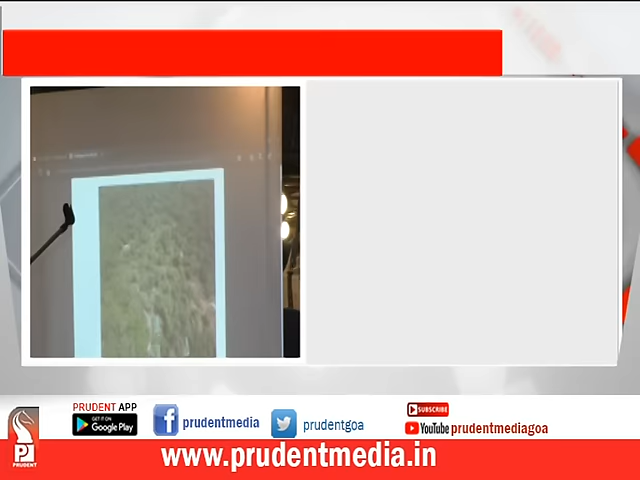 PRUDENT APP
GET IT ON
Google Play
prudentmedia
prudentgoa
SUBSCRIBE
YouTube prudentmediagoa
PRUDENT
www.prudentmedia.in